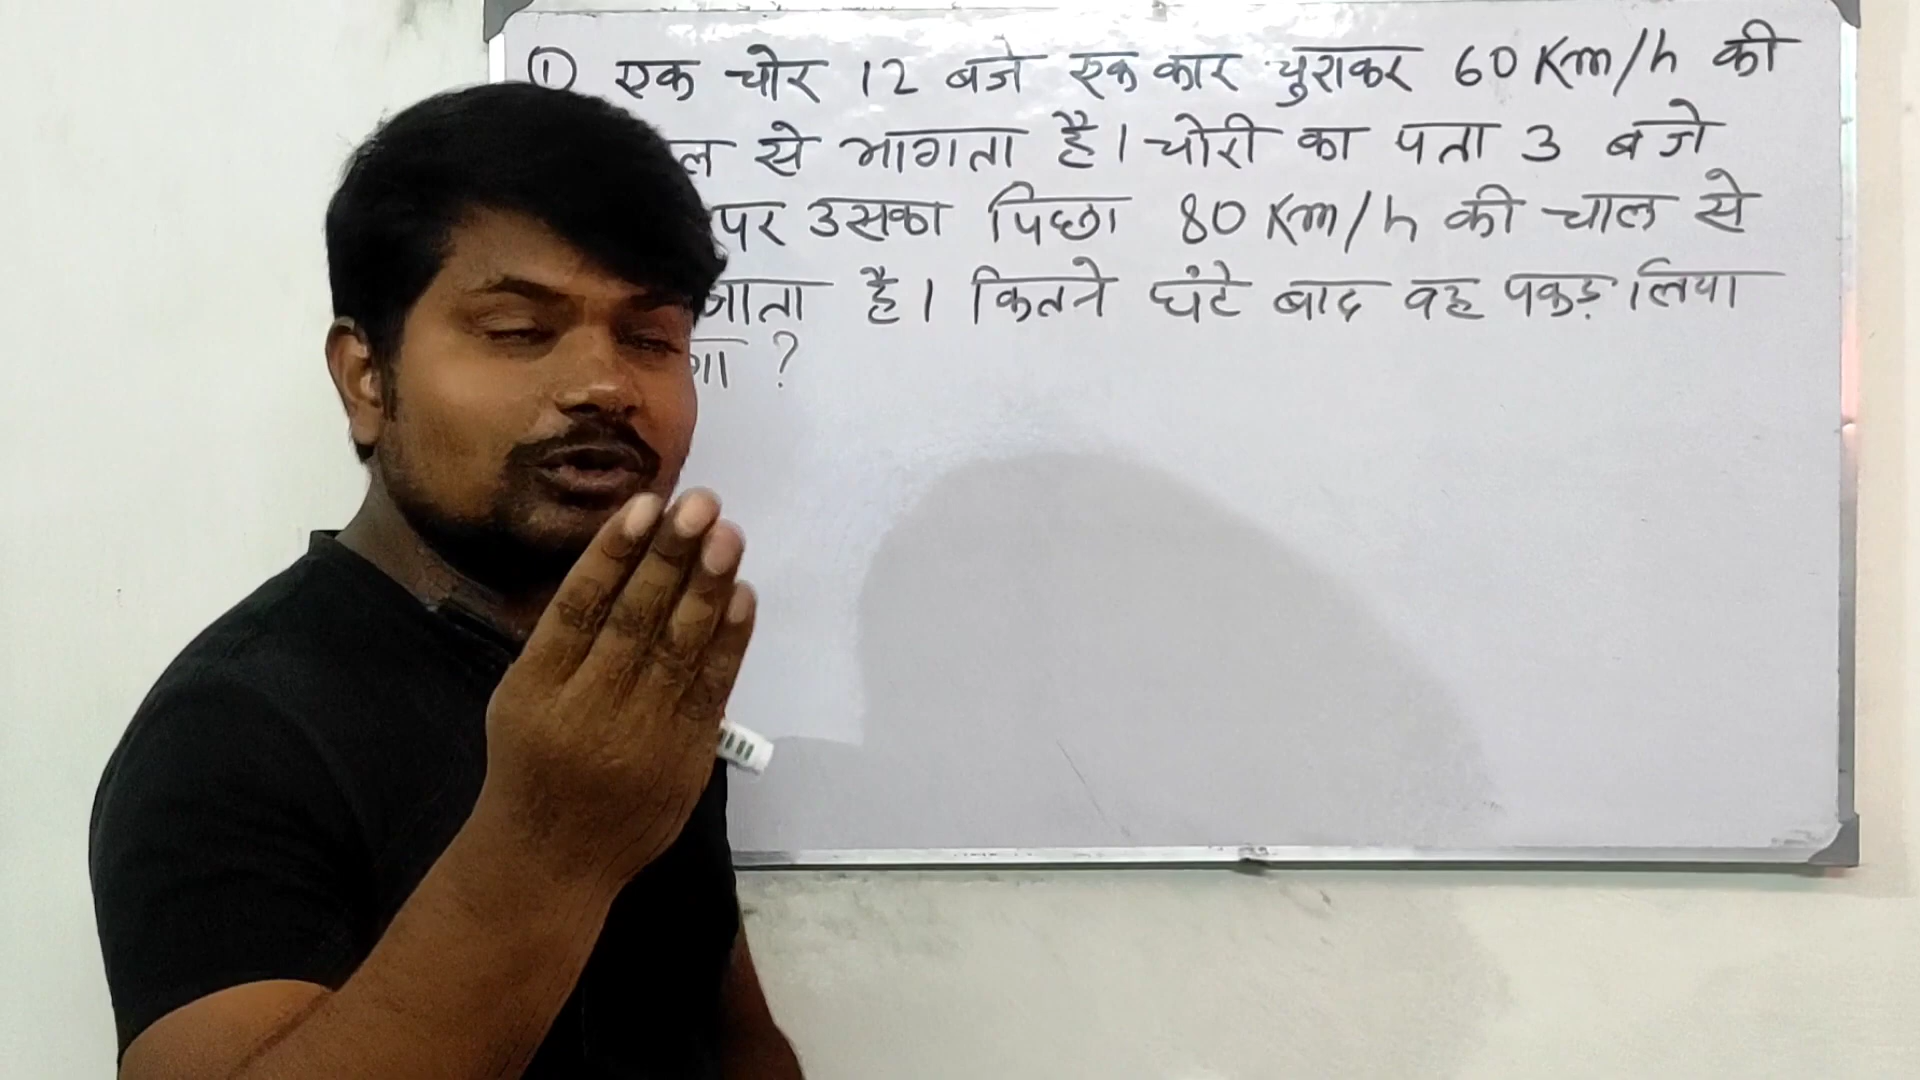 ① एक चोर 12 बजे एक कार चुराकर 60 Km/h की
से भागता है। चोरी का पता 3 बजे
पर उसका पिछा 80 Km/h की चाल से
जाता है। कितने घंटे बाद वह पकड़ लिया
?